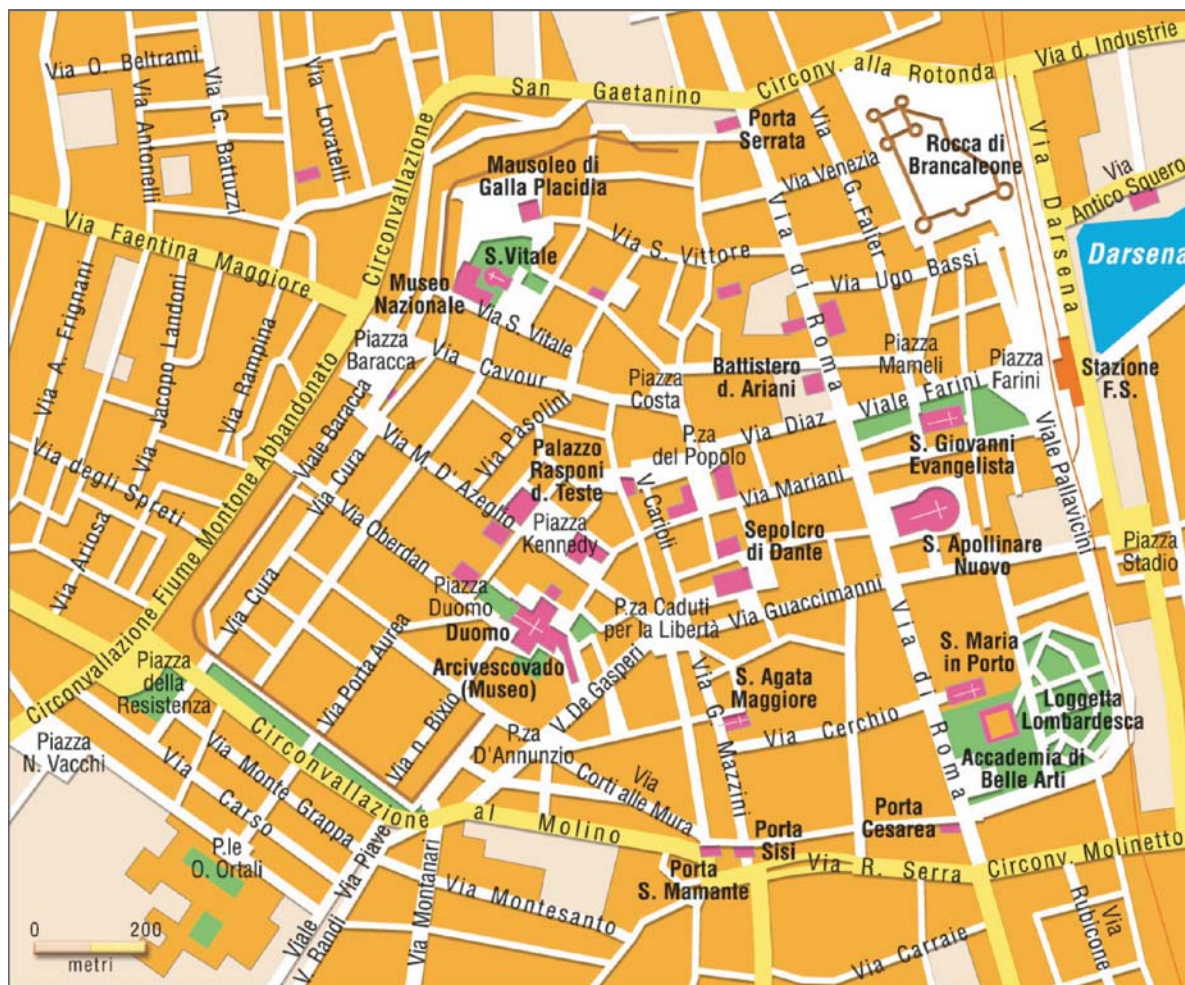 Via O. Beltrami
Via Antonelli
Via G. Battuzzi
Via Lovatelli
San Gaetanino
Circonv. alla Rotonda
Via d. Industrie
Porta
Serrata
Via Venezia
Via G. Falier
Rocca di
Brancaleone
Via Darsena
Via
Antico Squero
Darsena
Mausoleo di
Galla Placidia
Via Faentina Maggiore
Circonvallazione
S. Vitale
Museo
Nazionale
Via S. Vittore
Via di Roma
Via Ugo Bassi
Via S. Vitale
Via A. Frignani
Via Jacopo Landoni
Via Rampina
Piazza
Baracca
Via Cavour
Piazza
Costa
Battistero
d. Ariani
Piazza
Mameli
Piazza
Farini
Stazione
F.S.
Viale Farini
Viale Baracca
Via Cura
Via M. D'Azeglio
Via Pasolini
Palazzo
Rasponi
d. Teste
P.za
del Popolo
Via Diaz
S. Giovanni
Evangelista
Via degli Spreti
Via Oberdan
Piazza
Kennedy
V. Carioli
Via Mariani
Sepolcro
di Dante
S. Apollinare
Nuovo
Viale Pallavicini
Piazza
Stadio
Via Ariosa
Circonvallazione Fiume Montone Abbandonato
Via Cura
Piazza
Duomo
Duomo
P.za Caduti
per la Libertà
Via Guaccimanni
Arcivescovado
(Museo)
Via Porta Aurea
Via n. Bixio
V. De Gasperi
Via G. Mazzini
S. Agata
Maggiore
Via di Roma
S. Maria
in Porto
Loggetta
Lombardesca
Accademia di
Belle Arti
Via Cerchio
Piazza
della
Resistenza
Piazza
N. Vacchi
P.za
D'Annunzio
Via
Corti alle Mura
Via Carso
Via Monte Grappa
Circonvallazione al Molino
Porta
Cesarea
Porta
Sisi
Porta
S. Mamante
Via R. Serra
Circonv. Molinetto
P.le
O. Ortali
Viale
V. Randi
Via Piave
Via Montanari
Via Montesanto
Via Carraie
Via
Rubicone
0 200
metri